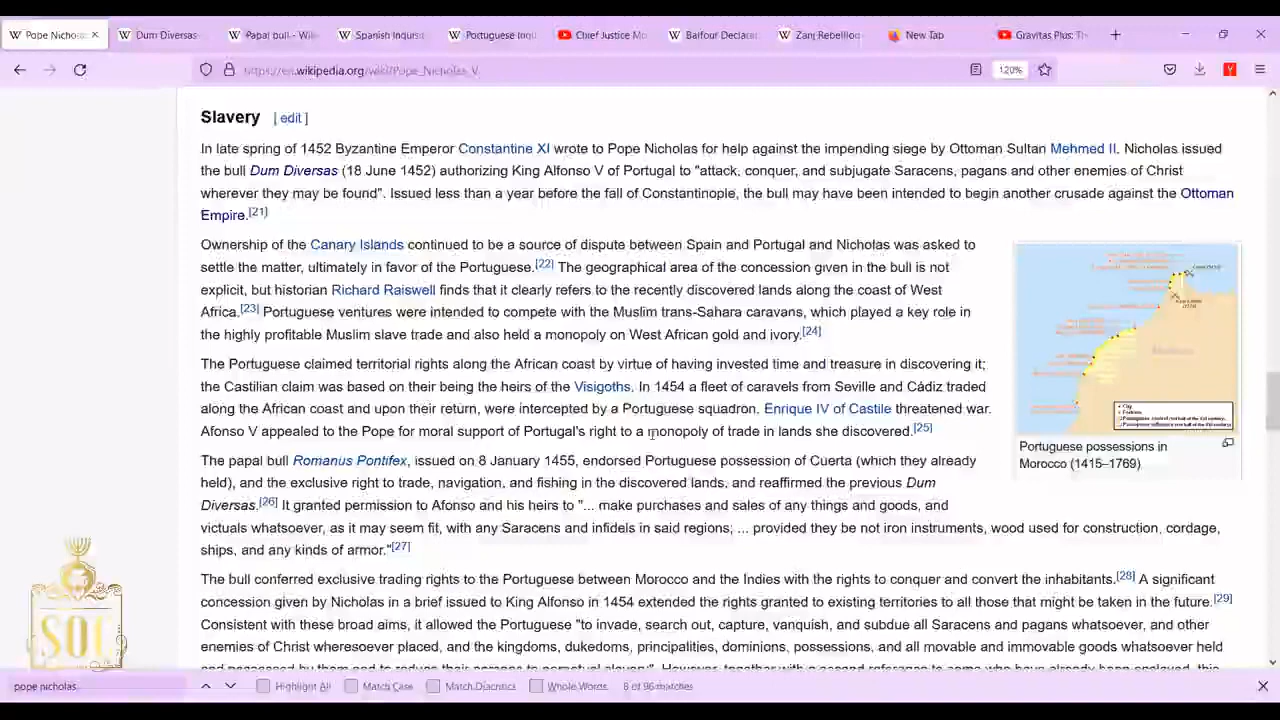 Pope Nichola
Dum Diversas
Papal bull - Wik
Spanish Inquis
Portuguese Inqu
Chief Justice Mo
Balfour Declarat
Zanj Rebellion
New Tab
Gravitas Plus: Th
https://en.wikipedia.org/wiki/Pope_Nicholas_V
120%
Slavery [ edit ]
In late spring of 1452 Byzantine Emperor Constantine XI wrote to Pope Nicholas for help against the impending siege by Ottoman Sultan Mehmed II. Nicholas issued
the bull Dum Diversas (18 June 1452) authorizing King Alfonso V of Portugal to "attack, conquer, and subjugate Saracens, pagans and other enemies of Christ
wherever they may be found". Issued less than a year before the fall of Constantinople, the bull may have been intended to begin another crusade against the Ottoman
Empire.[21]
Ownership of the Canary Islands continued to be a source of dispute between Spain and Portugal and Nicholas was asked to
settle the matter, ultimately in favor of the Portuguese.[22] The geographical area of the concession given in the bull is not
explicit, but historian Richard Raiswell finds that it clearly refers to the recently discovered lands along the coast of West
Africa.[23] Portuguese ventures were intended to compete with the Muslim trans-Sahara caravans, which played a key role in
the highly profitable Muslim slave trade and also held a monopoly on West African gold and ivory.[24]
The Portuguese claimed territorial rights along the African coast by virtue of having invested time and treasure in discovering it;
the Castilian claim was based on their being the heirs of the Visigoths. In 1454 a fleet of caravels from Seville and Cádiz traded
along the African coast and upon their return, were intercepted by a Portuguese squadron. Enrique IV of Castile threatened war.
Afonso V appealed to the Pope for moral support of Portugal's right to a monopoly of trade in lands she discovered.[25]
Portuguese possessions in
Morocco (1415–1769)
The papal bull Romanus Pontifex, issued on 8 January 1455, endorsed Portuguese possession of Cuerta (which they already
held), and the exclusive right to trade, navigation, and fishing in the discovered lands, and reaffirmed the previous Dum
Diversas.[26] It granted permission to Afonso and his heirs to "... make purchases and sales of any things and goods, and
victuals whatsoever, as it may seem fit, with any Saracens and infidels in said regions; ... provided they be not iron instruments, wood used for construction, cordage,
ships, and any kinds of armor."[27]
The bull conferred exclusive trading rights to the Portuguese between Morocco and the Indies with the rights to conquer and convert the inhabitants.[28] A significant
concession given by Nicholas in a brief issued to King Alfonso in 1454 extended the rights granted to existing territories to all those that might be taken in the future.[29]
Consistent with these broad aims, it allowed the Portuguese "to invade, search out, capture, vanquish, and subdue all Saracens and pagans whatsoever, and other
enemies of Christ wheresoever placed, and the kingdoms, dukedoms, principalities, dominions, possessions, and all movable and immovable goods whatsoever held
SOC
pope nicholas
Highlight All
Match Case
Match Diacritics
Whole Words
8 of 96 matches